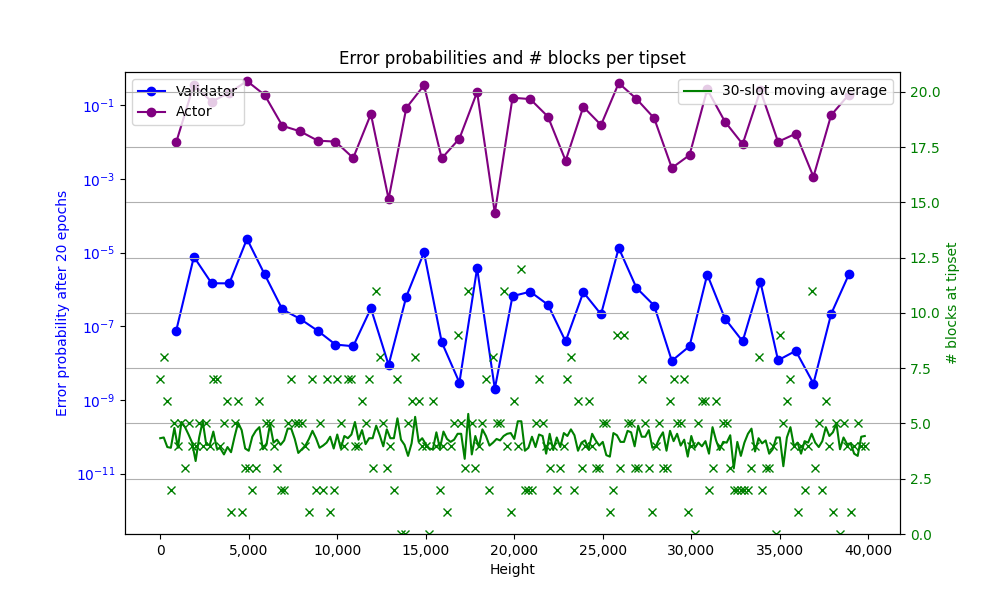 Error probabilities and # blocks per tipset
Validator
Actor
30-slot moving average
Error probability after 20 epochs
10⁻¹
10⁻³
10⁻⁵
10⁻⁷
10⁻⁹
10⁻¹¹
20.0
17.5
15.0
12.5
10.0
7.5
5.0
2.5
0.0
# blocks at tipset
0 5,000 10,000 15,000 20,000 25,000 30,000 35,000 40,000
Height